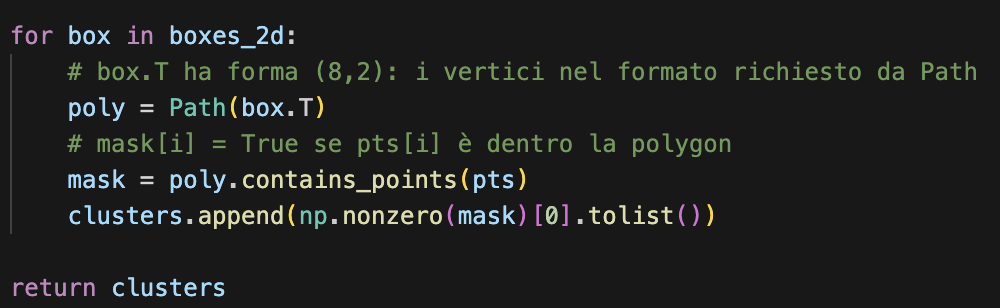 for box in boxes_2d:
    # box.T ha forma (8,2): i vertici nel formato richiesto da Path
    poly = Path(box.T)
    # mask[i] = True se pts[i] è dentro la polygon
    mask = poly.contains_points(pts)
    clusters.append(np.nonzero(mask)[0].tolist())
return clusters